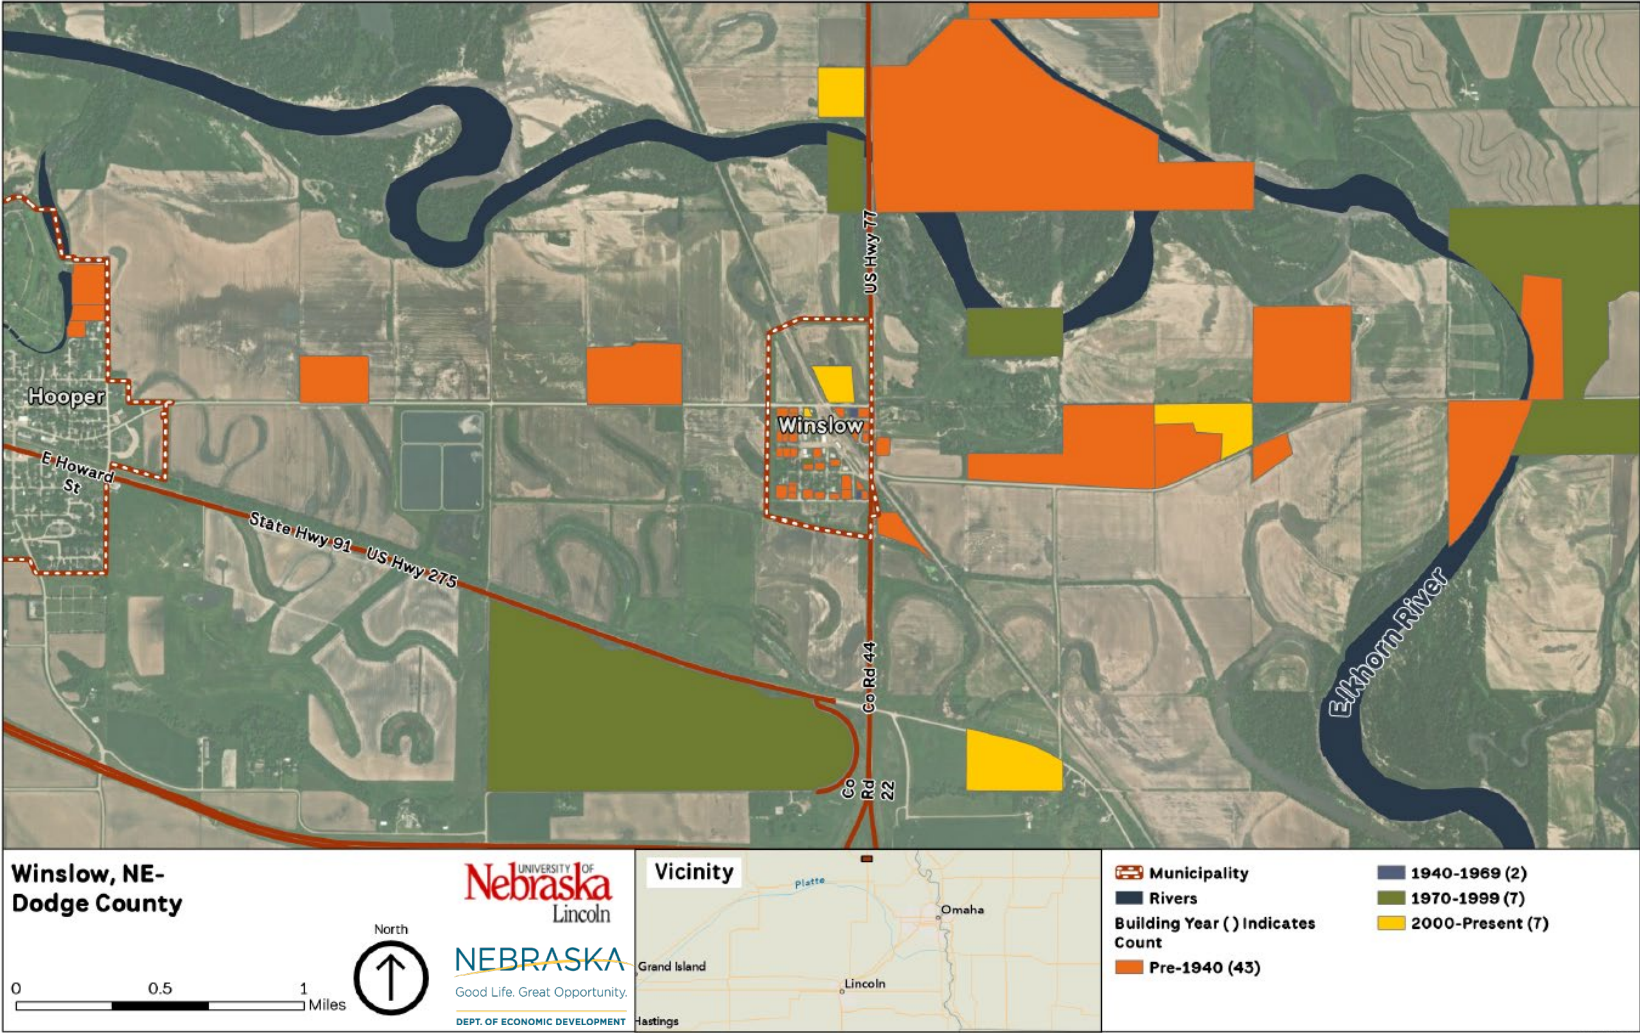 US Hwy 77
Hooper
Winslow
E Howard
St
State Hwy 91 US Hwy 275
Elkhorn River
Co Rd 44
Co
Rd
22
Winslow, NE-
Dodge County
UNIVERSITY OF
Nebraska
Lincoln
North
NEBRASKA
Good Life. Great Opportunity.
DEPT. OF ECONOMIC DEVELOPMENT
0 0.5 1
Miles
Vicinity
Platte
Omaha
Grand Island
Lincoln
Hastings
Municipality
Rivers
Building Year ( ) Indicates
Count
Pre-1940 (43)
1940-1969 (2)
1970-1999 (7)
2000-Present (7)